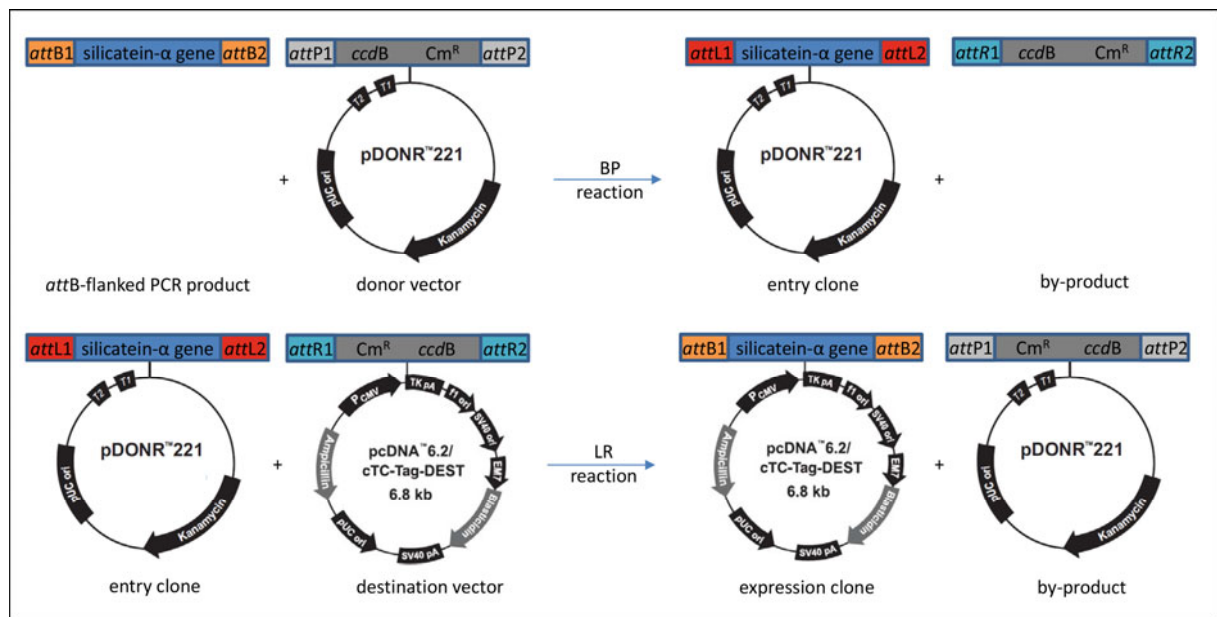 attB1 silicatein-α gene attB2
attP1 ccdB CmR attP2
attL1 silicatein-α gene attL2
attR1 ccdB CmR attR2
T2 T1
pDONR™221
pUC ori
Kanamycin
+
BP
reaction
T2 T1
pDONR™221
pUC ori
Kanamycin
+
attB-flanked PCR product
donor vector
entry clone
by-product
attL1 silicatein-α gene attL2
attR1 CmR ccdB attR2
attB1 silicatein-α gene attB2
attP1 CmR ccdB attP2
T2 T1
pDONR™221
pUC ori
Kanamycin
+
PCMV
TK pA
f1 ori
SV40 ori
EM7
Blasticidin
SV40 pA
pUC ori
Ampicillin
pcDNA™6.2/
cTC-Tag-DEST
6.8 kb
LR
reaction
PCMV
TK pA
f1 ori
SV40 ori
EM7
Blasticidin
SV40 pA
pUC ori
Ampicillin
pcDNA™6.2/
cTC-Tag-DEST
6.8 kb
+
T2 T1
pDONR™221
pUC ori
Kanamycin
entry clone
destination vector
expression clone
by-product